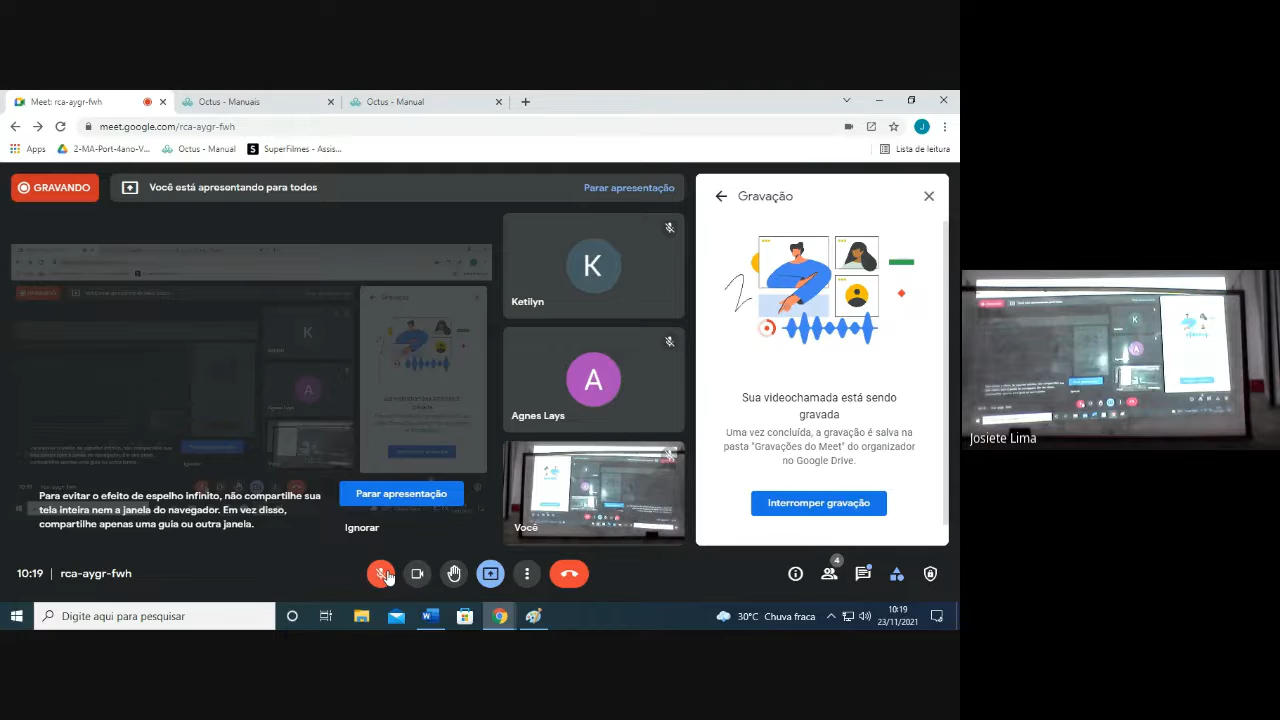 Meet: rca-aygr-fwh
Octus - Manuais
Octus - Manual
meet.google.com/rca-aygr-fwh
J
Apps
2-MA-Port-4ano-V...
Octus - Manual
S
SuperFilmes - Assis...
Lista de leitura
GRAVANDO
Você está apresentando para todos
Parar apresentação
Gravação
K
Ketilyn
A
Agnes Lays
Você
Sua videochamada está sendo
gravada
Uma vez concluída, a gravação é salva na
pasta "Gravações do Meet" do organizador
no Google Drive.
Interromper gravação
Para evitar o efeito de espelho infinito, não compartilhe sua
tela inteira nem a janela do navegador. Em vez disso,
compartilhe apenas uma guia ou outra janela.
Parar apresentação
Ignorar
10:19 | rca-aygr-fwh
4
Digite aqui para pesquisar
30°C Chuva fraca
10:19
23/11/2021
Josiete Lima